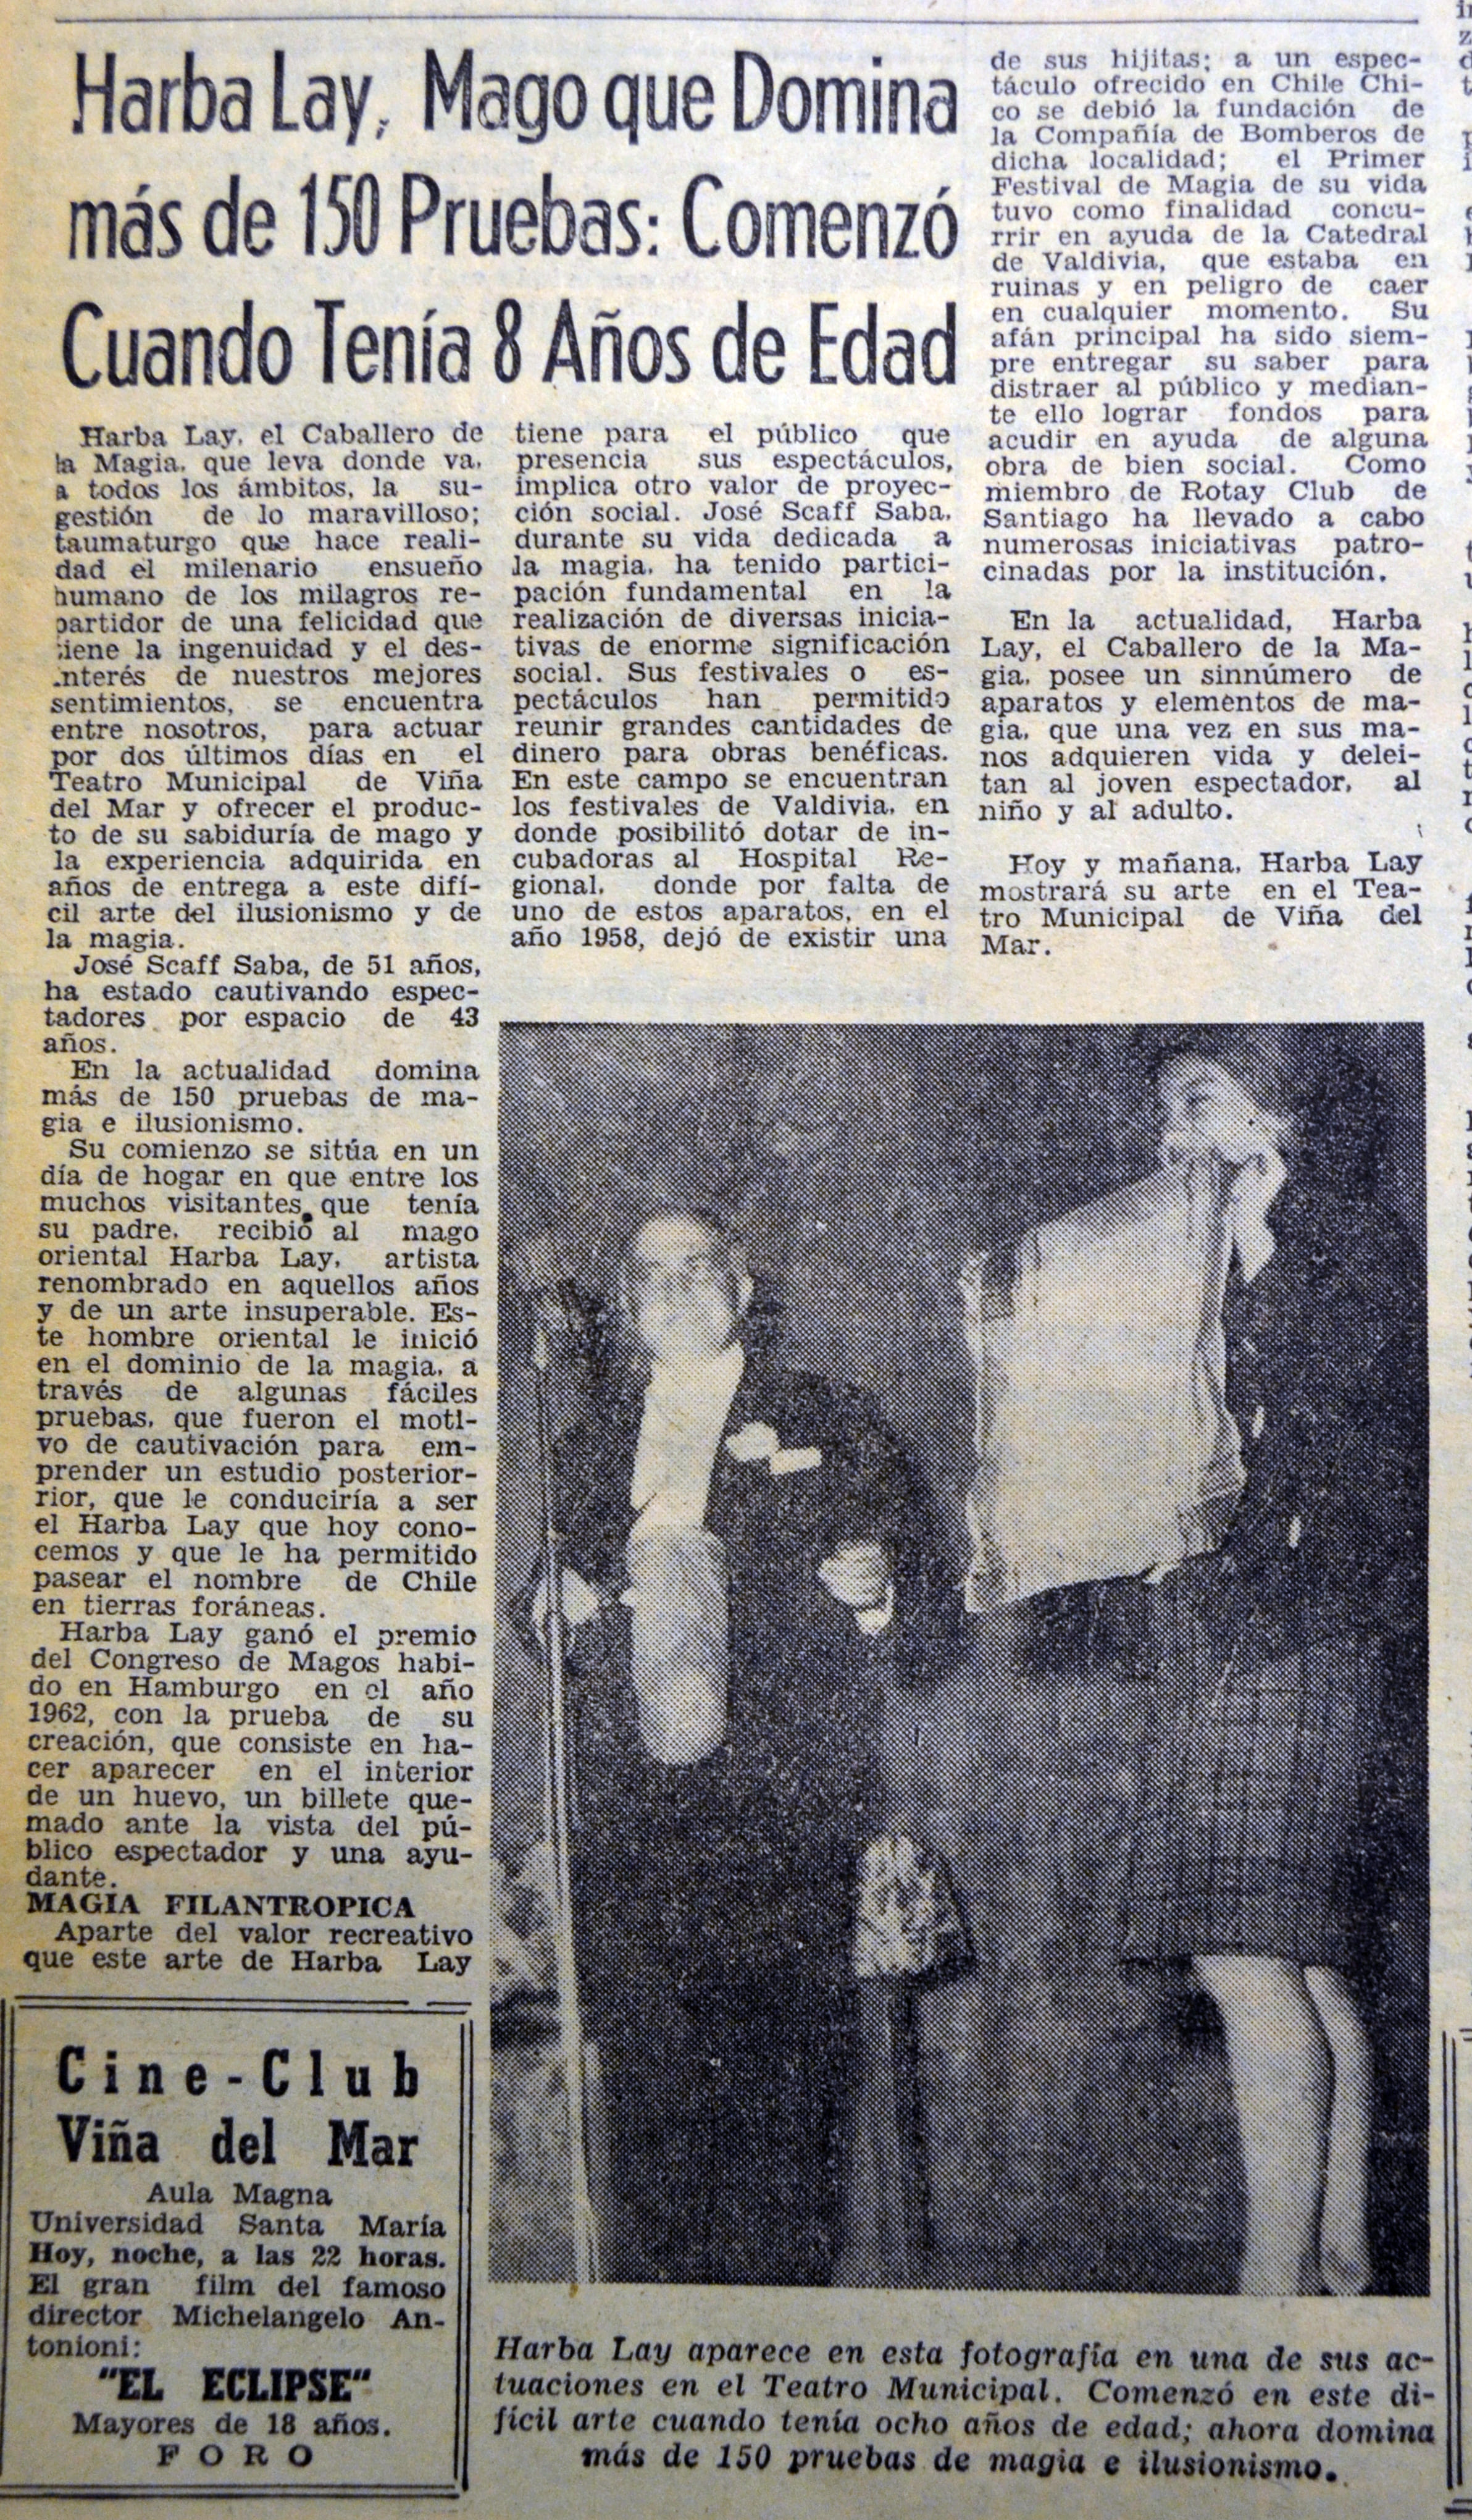 Harba Lay, Mago que Domina
más de 150 Pruebas: Comenzó
Cuando Tenía 8 Años de Edad
Harba Lay, el Caballero de
la Magia, que leva donde va,
a todos los ámbitos, la su-
gestión de lo maravilloso;
taumaturgo que hace reali-
dad el milenario ensueño
humano de los milagros re-
partidor de una felicidad que
tiene la ingenuidad y el des-
interés de nuestros mejores
sentimientos, se encuentra
entre nosotros, para actuar
por dos últimos días en el
Teatro Municipal de Viña
del Mar y ofrecer el produc-
to de su sabiduría de mago y
la experiencia adquirida en
años de entrega a este difí-
cil arte del ilusionismo y de
la magia.
José Scaff Saba, de 51 años,
ha estado cautivando espec-
tadores por espacio de 43
años.
En la actualidad domina
más de 150 pruebas de ma-
gia e ilusionismo.
Su comienzo se sitúa en un
día de hogar en que entre los
muchos visitantes que tenía
su padre, recibió al mago
oriental Harba Lay, artista
renombrado en aquellos años
y de un arte insuperable. Es-
te hombre oriental le inició
en el dominio de la magia, a
través de algunas fáciles
pruebas, que fueron el moti-
vo de cautivación para em-
prender un estudio posterior-
rior, que le conduciría a ser
el Harba Lay que hoy cono-
cemos y que le ha permitido
pasear el nombre de Chile
en tierras foráneas.
Harba Lay ganó el premio
del Congreso de Magos habi-
do en Hamburgo en el año
1962, con la prueba de su
creación, que consiste en ha-
cer aparecer en el interior
de un huevo, un billete que-
mado ante la vista del pú-
blico espectador y una ayu-
dante.
MAGIA FILANTROPICA
Aparte del valor recreativo
que este arte de Harba Lay
tiene para el público que
presencia sus espectáculos,
implica otro valor de proyec-
ción social. José Scaff Saba,
durante su vida dedicada a
la magia, ha tenido partici-
pación fundamental en la
realización de diversas inicia-
tivas de enorme significación
social. Sus festivales o es-
pectáculos han permitido
reunir grandes cantidades de
dinero para obras benéficas.
En este campo se encuentran
los festivales de Valdivia, en
donde posibilitó dotar de in-
cubadoras al Hospital Re-
gional, donde por falta de
uno de estos aparatos, en el
año 1958, dejó de existir una
de sus hijitas; a un espec-
táculo ofrecido en Chile Chi-
co se debió la fundación de
la Compañía de Bomberos de
dicha localidad; el Primer
Festival de Magia de su vida
tuvo como finalidad concu-
rrir en ayuda de la Catedral
de Valdivia, que estaba en
ruinas y en peligro de caer
en cualquier momento. Su
afán principal ha sido siem-
pre entregar su saber para
distraer al público y median-
te ello lograr fondos para
acudir en ayuda de alguna
obra de bien social. Como
miembro de Rotay Club de
Santiago ha llevado a cabo
numerosas iniciativas patro-
cinadas por la institución.
En la actualidad, Harba
Lay, el Caballero de la Ma-
gia, posee un sinnúmero de
aparatos y elementos de ma-
gia, que una vez en sus ma-
nos adquieren vida y delei-
tan al joven espectador, al
niño y al adulto.
Hoy y mañana, Harba Lay
mostrará su arte en el Tea-
tro Municipal de Viña del
Mar.
Harba Lay aparece en esta fotografía en una de sus ac-
tuaciones en el Teatro Municipal. Comenzó en este di-
fícil arte cuando tenía ocho años de edad; ahora domina
más de 150 pruebas de magia e ilusionismo.
Cine-Club
Viña del Mar
Aula Magna
Universidad Santa María
Hoy, noche, a las 22 horas.
El gran film del famoso
director Michelangelo An-
tonioni:
"EL ECLIPSE"
Mayores de 18 años.
FORO